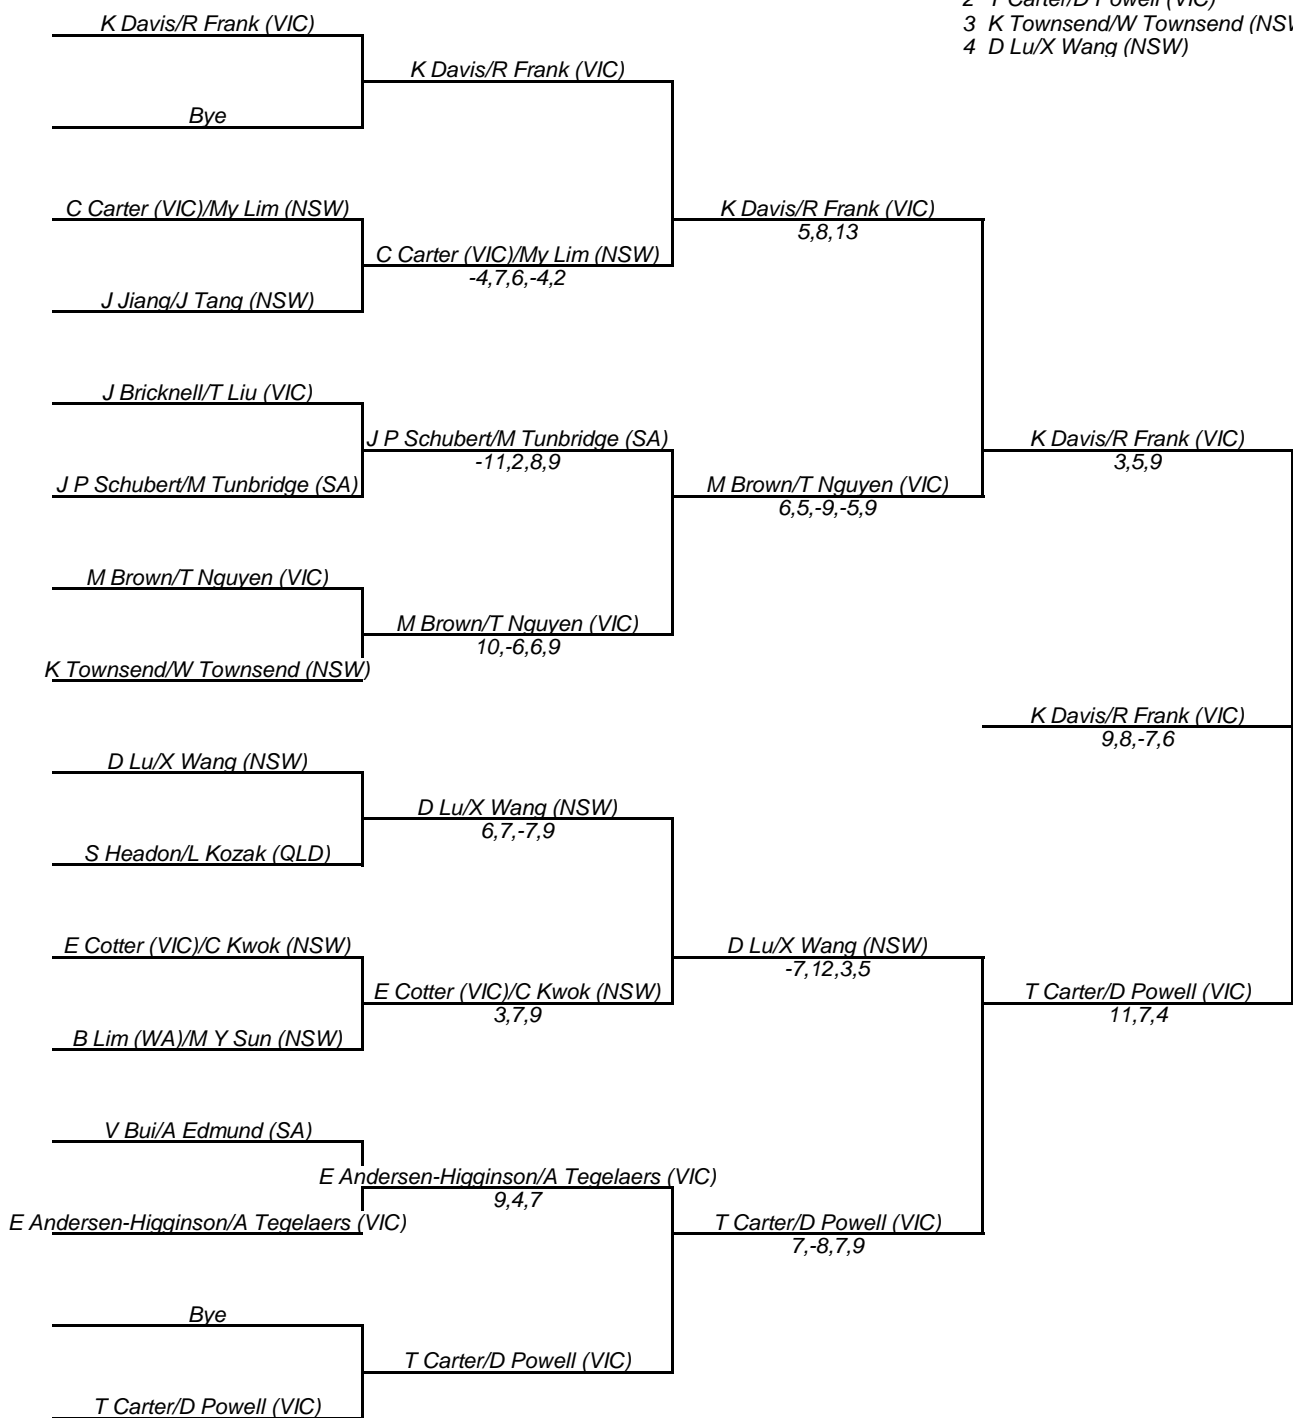 2 T Carter/D Powell (VIC)
K Davis/R Frank (VIC)
3 K Townsend/W Townsend (NSW
4 D Lu/X Wang (NSW)
K Davis/R Frank (VIC)
Bye
C Carter (VIC)/My Lim (NSW)
K Davis/R Frank (VIC)
5,8,13
C Carter (VIC)/My Lim (NSW)
-4,7,6,-4,2
J Jiang/J Tang (NSW)
J Bricknell/T Liu (VIC)
J P Schubert/M Tunbridge (SA)
-11,2,8,9
K Davis/R Frank (VIC)
3,5,9
J P Schubert/M Tunbridge (SA)
M Brown/T Nguyen (VIC)
6,5,-9,-5,9
M Brown/T Nguyen (VIC)
M Brown/T Nguyen (VIC)
10,-6,6,9
K Townsend/W Townsend (NSW)
K Davis/R Frank (VIC)
9,8,-7,6
D Lu/X Wang (NSW)
D Lu/X Wang (NSW)
6,7,-7,9
S Headon/L Kozak (QLD)
E Cotter (VIC)/C Kwok (NSW)
D Lu/X Wang (NSW)
-7,12,3,5
E Cotter (VIC)/C Kwok (NSW)
3,7,9
T Carter/D Powell (VIC)
11,7,4
B Lim (WA)/M Y Sun (NSW)
V Bui/A Edmund (SA)
E Andersen-Higginson/A Tegelaers (VIC)
9,4,7
E Andersen-Higginson/A Tegelaers (VIC)
T Carter/D Powell (VIC)
7,-8,7,9
Bye
T Carter/D Powell (VIC)
T Carter/D Powell (VIC)